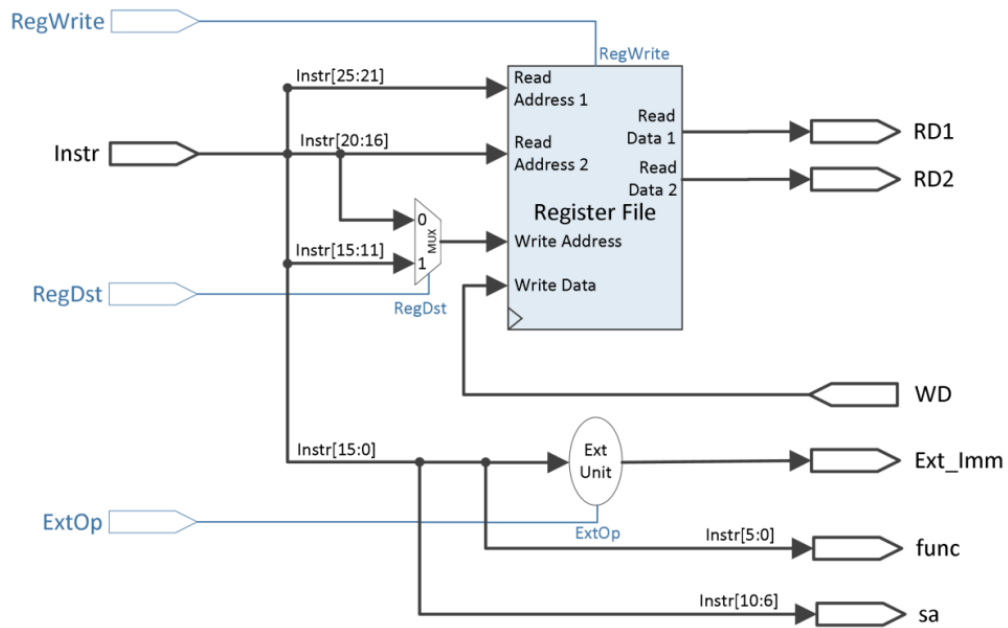 RegWrite
RegWrite
Instr[25:21]
Read
Address 1
Read
Data 1
RD1
Instr
Instr[20:16]
Read
Address 2
Read
Data 2
RD2
0
MUX
1
Register File
Write Address
Instr[15:11]
Write Data
RegDst
RegDst
WD
Instr[15:0]
Ext
Unit
Ext_Imm
ExtOp
ExtOp
Instr[5:0]
func
Instr[10:6]
sa